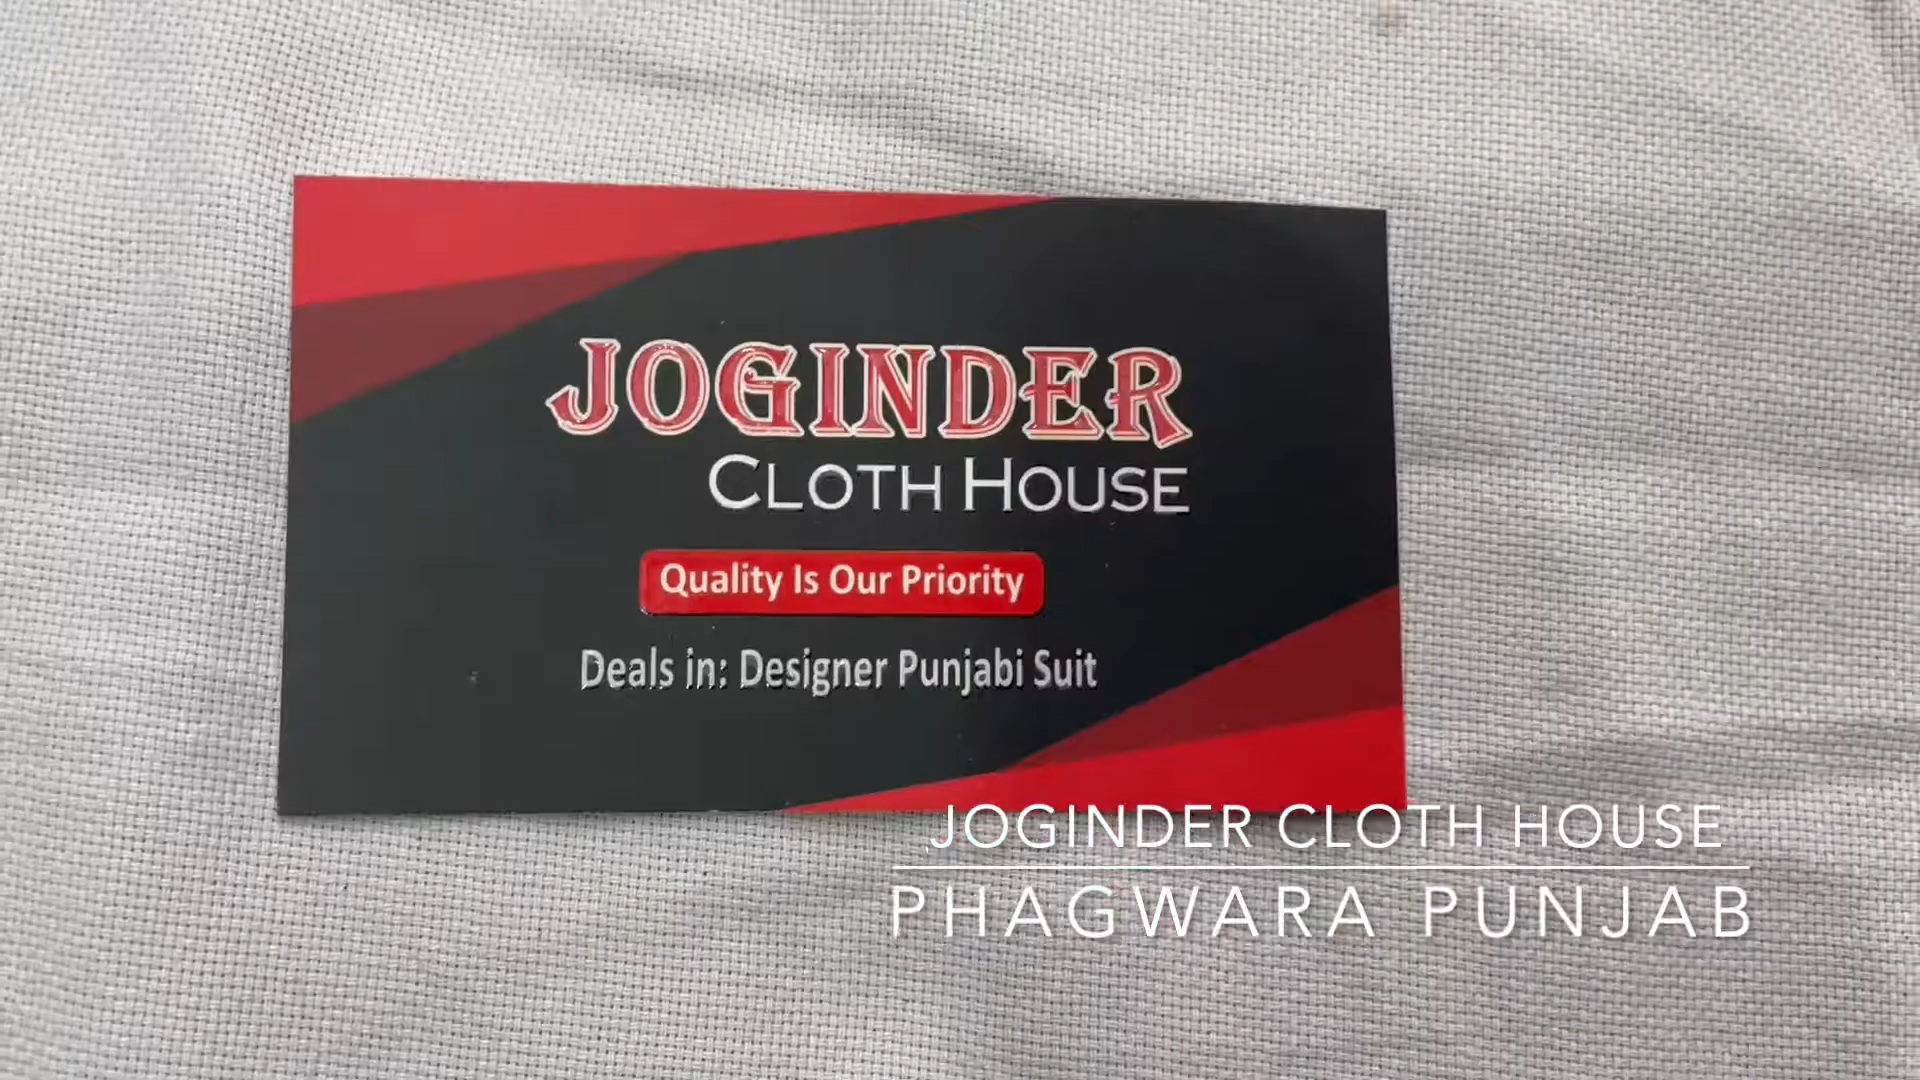 JOGINDER
CLOTH HOUSE
Quality Is Our Priority
Deals in: Designer Punjabi Suit
JOGINDER CLOTH HOUSE
PHAGWARA PUNJAB